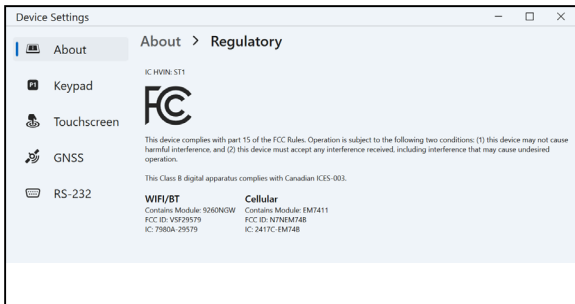 Device Settings
About
Keypad
Touchscreen
GNSS
RS-232
About > Regulatory
IC HVIN: ST1
FC
This device complies with part 15 of the FCC Rules. Operation is subject to the following two conditions: (1) this device may not cause
harmful interference, and (2) this device must accept any interference received, including interference that may cause undesired
operation.
This Class B digital apparatus complies with Canadian ICES-003.
WIFI/BT
Contains Module: 9260NGW
FCC ID: VSF29579
IC: 7980A-29579
Cellular
Contains Module: EM7411
FCC ID: N7NEM74B
IC: 2417C-EM74B